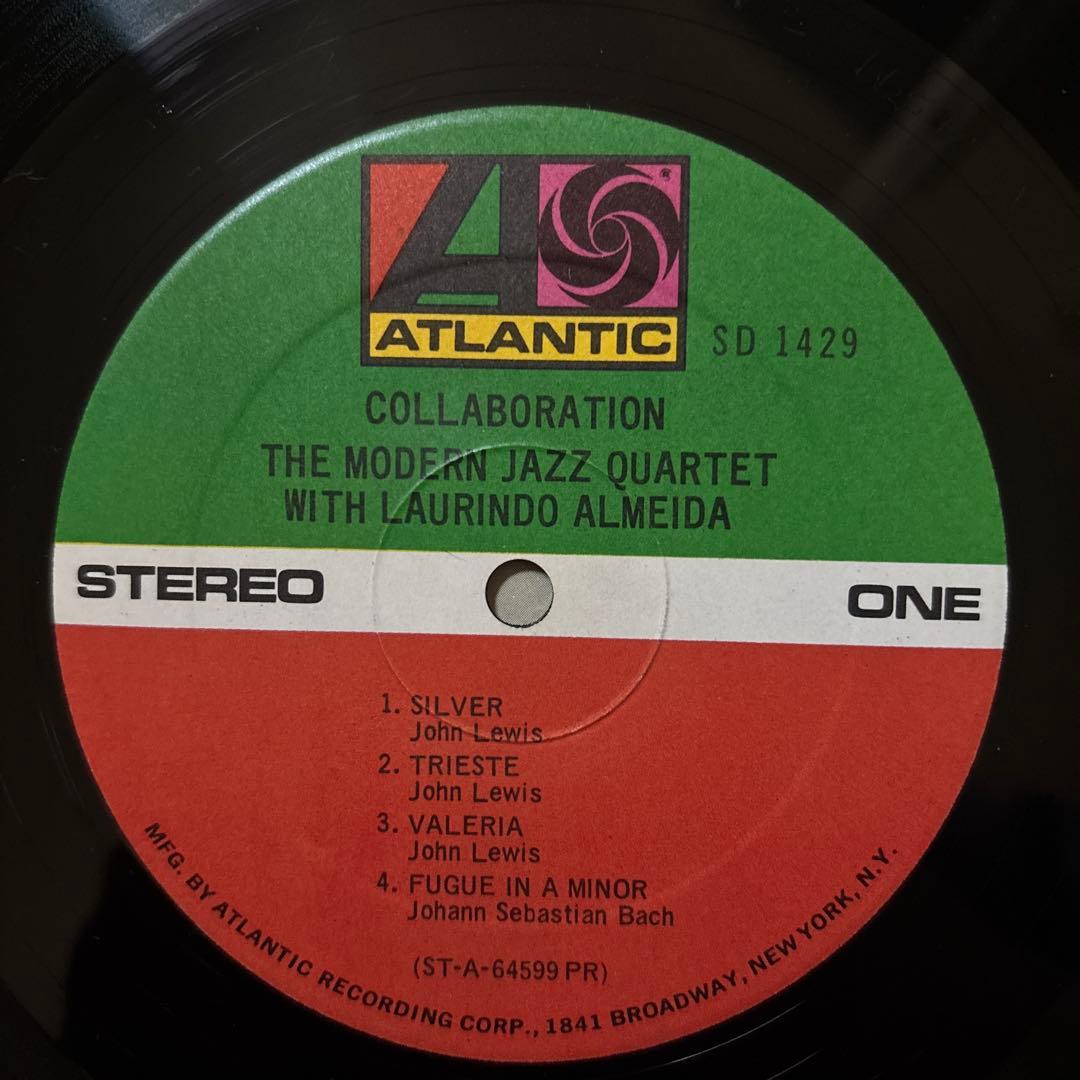 A
ATLANTIC
®
SD 1429
COLLABORATION
THE MODERN JAZZ QUARTET
WITH LAURINDO ALMEIDA
STEREO
ONE
1. SILVER
John Lewis
2. TRIESTE
John Lewis
3. VALERIA
John Lewis
4. FUGUE IN A MINOR
Johann Sebastian Bach
(ST-A-64599 PR)
MFG. BY ATLANTIC RECORDING CORP., 1841 BROADWAY, NEW YORK, N.Y.